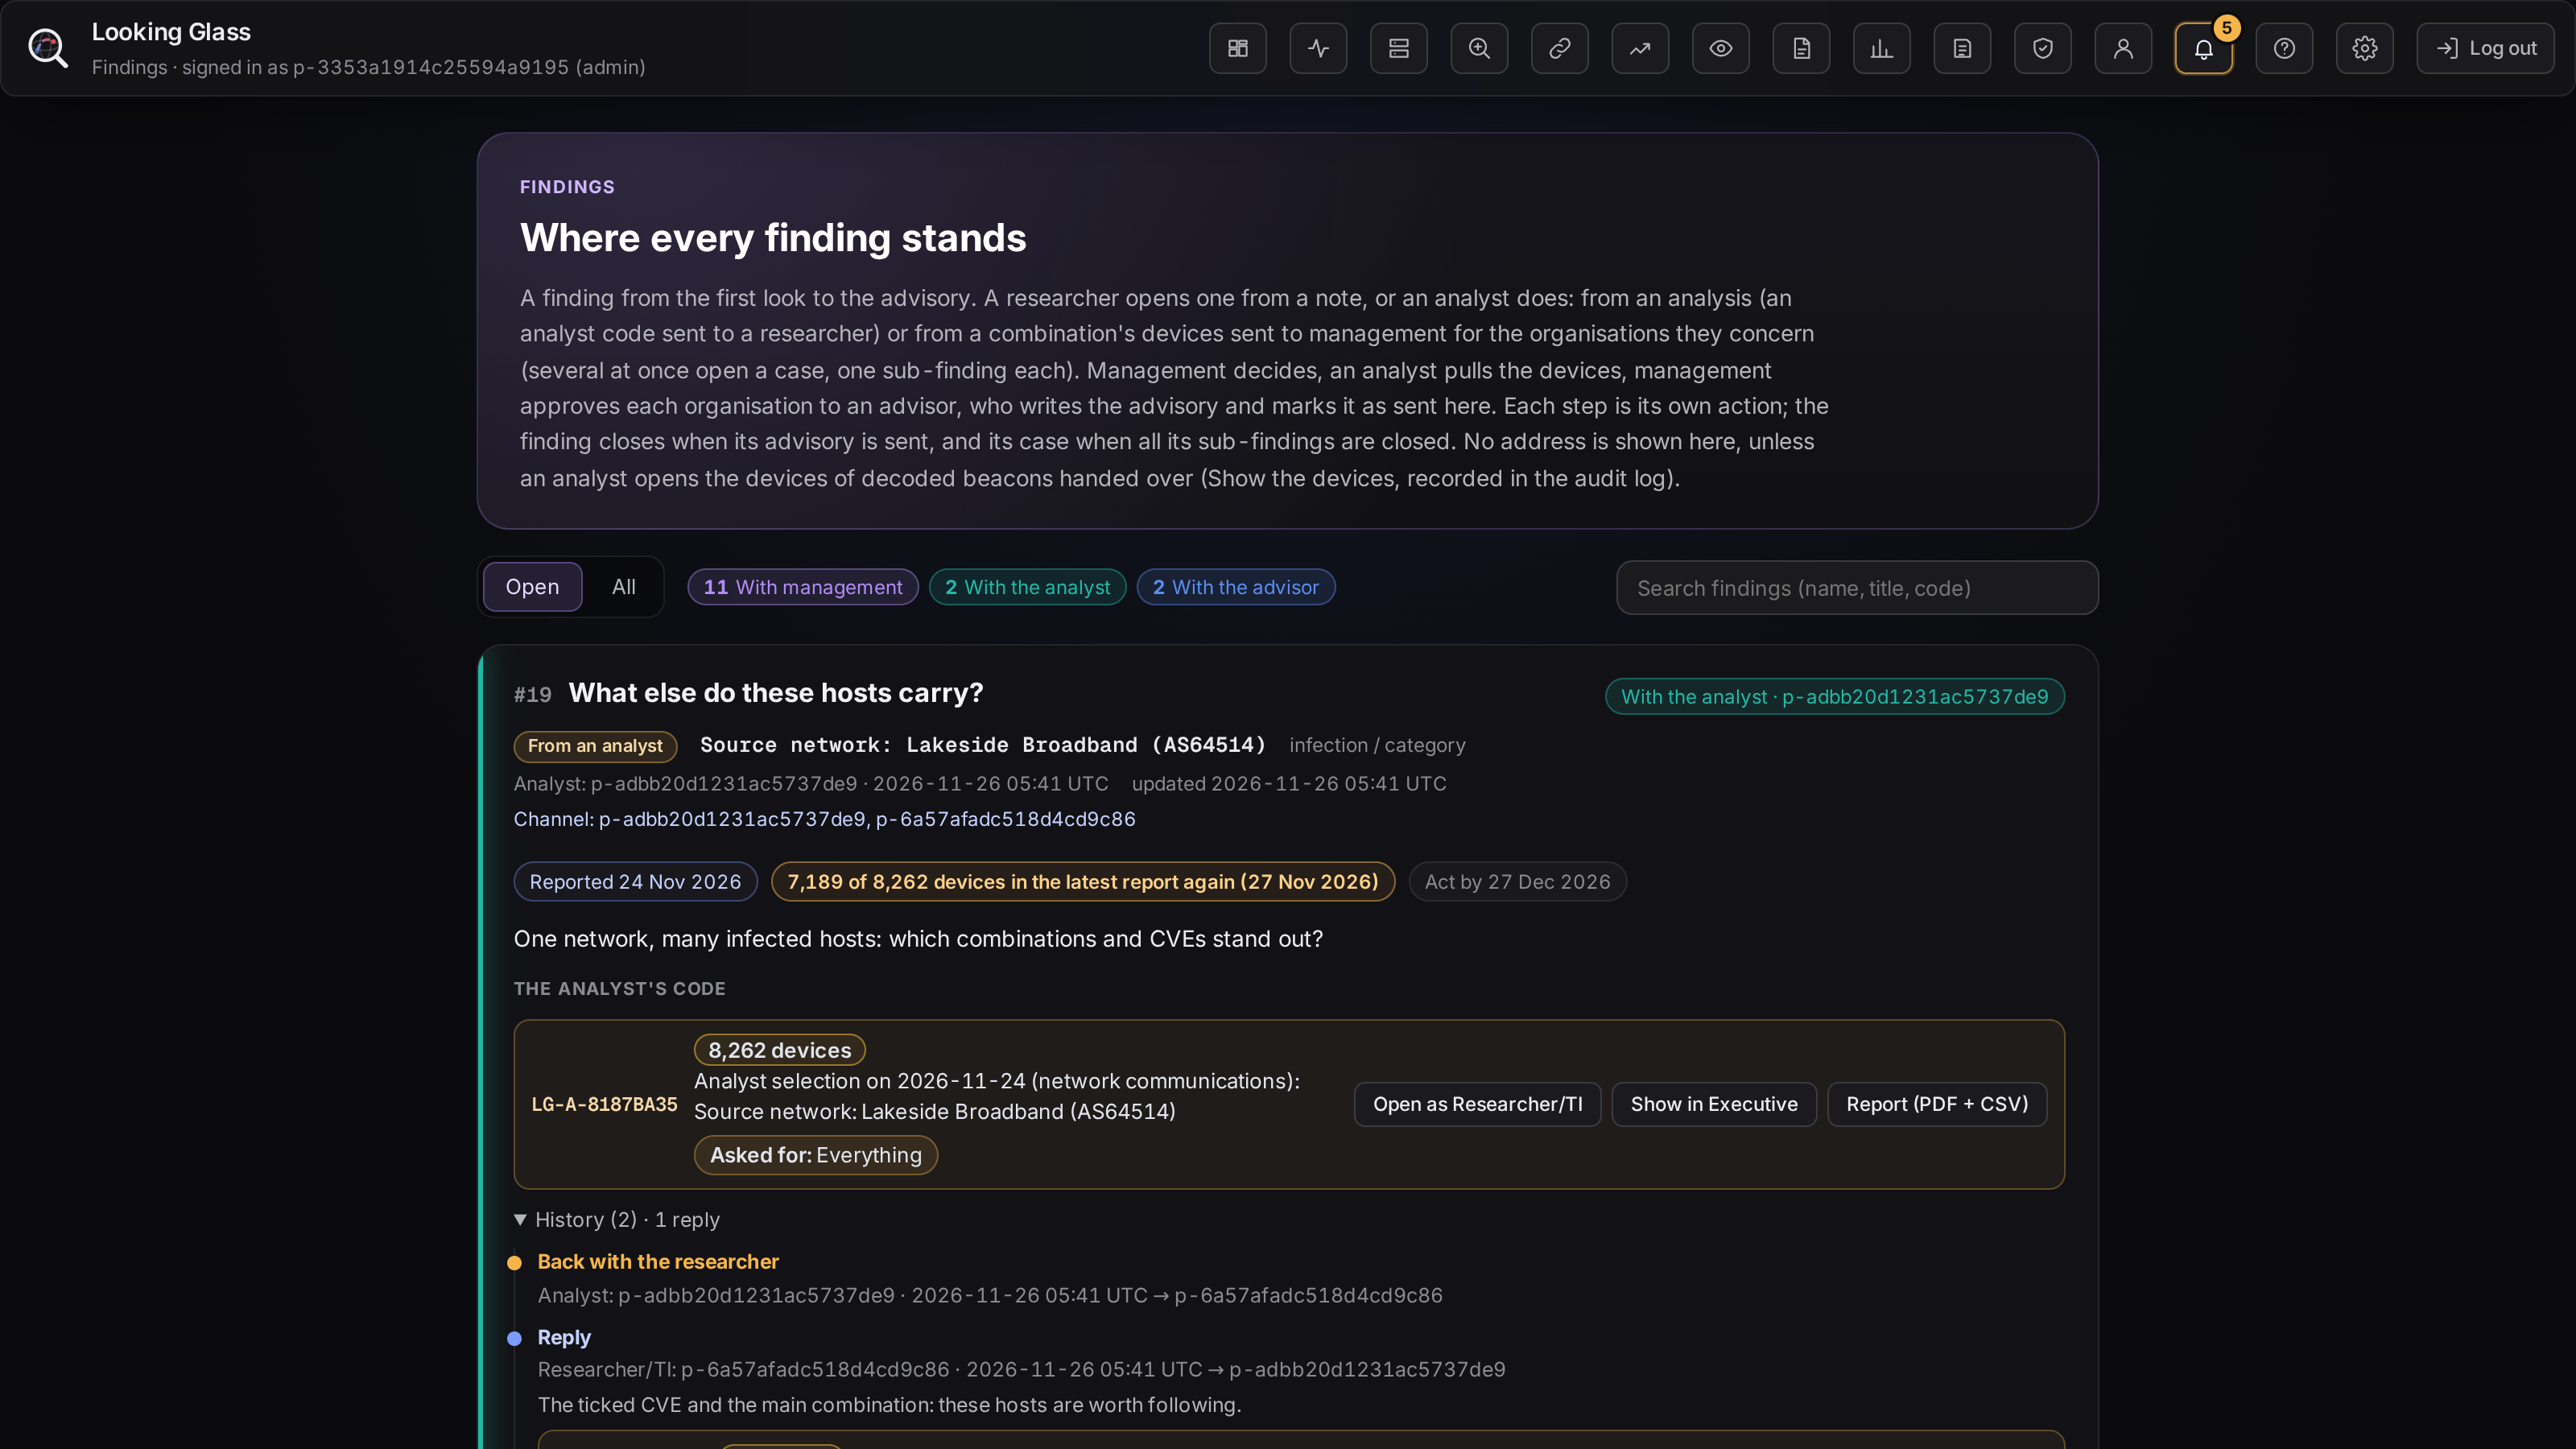 Looking Glass
Findings · signed in as p-3353a1914c25594a9195 (admin)
5
Log out
FINDINGS
Where every finding stands
A finding from the first look to the advisory. A researcher opens one from a note, or an analyst does: from an analysis (an
analyst code sent to a researcher) or from a combination's devices sent to management for the organisations they concern
(several at once open a case, one sub-finding each). Management decides, an analyst pulls the devices, management
approves each organisation to an advisor, who writes the advisory and marks it as sent here. Each step is its own action; the
finding closes when its advisory is sent, and its case when all its sub-findings are closed. No address is shown here, unless
an analyst opens the devices of decoded beacons handed over (Show the devices, recorded in the audit log).
Open
All
11 With management
2 With the analyst
2 With the advisor
Search findings (name, title, code)
#19 What else do these hosts carry?
With the analyst · p-adbb20d1231ac5737de9
From an analyst Source network: Lakeside Broadband (AS64514) infection / category
Analyst: p-adbb20d1231ac5737de9 · 2026-11-26 05:41 UTC updated 2026-11-26 05:41 UTC
Channel: p-adbb20d1231ac5737de9, p-6a57afadc518d4cd9c86
Reported 24 Nov 2026
7,189 of 8,262 devices in the latest report again (27 Nov 2026)
Act by 27 Dec 2026
One network, many infected hosts: which combinations and CVEs stand out?
THE ANALYST'S CODE
LG-A-8187BA35
8,262 devices
Analyst selection on 2026-11-24 (network communications):
Source network: Lakeside Broadband (AS64514)
Asked for: Everything
Open as Researcher/TI
Show in Executive
Report (PDF + CSV)
▼ History (2) · 1 reply
Back with the researcher
Analyst: p-adbb20d1231ac5737de9 · 2026-11-26 05:41 UTC → p-6a57afadc518d4cd9c86
Reply
Researcher/TI: p-6a57afadc518d4cd9c86 · 2026-11-26 05:41 UTC → p-adbb20d1231ac5737de9
The ticked CVE and the main combination: these hosts are worth following.